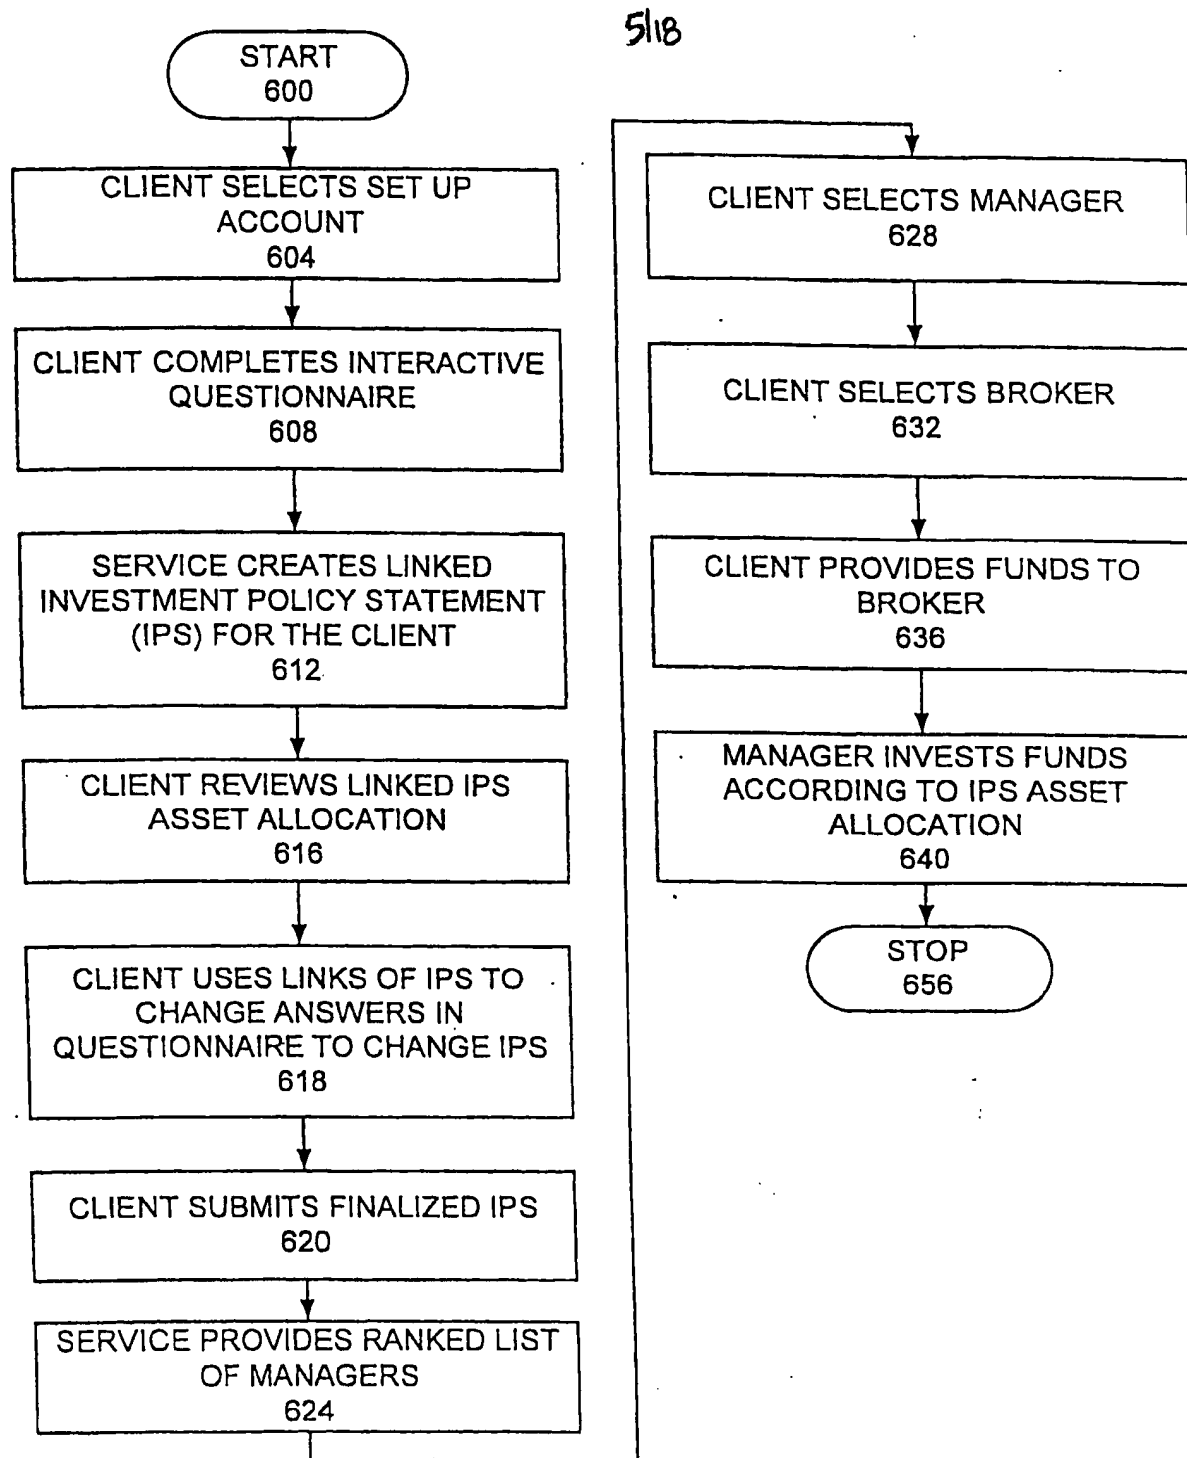 5/18
START
600
CLIENT SELECTS SET UP
ACCOUNT
604
CLIENT COMPLETES INTERACTIVE
QUESTIONNAIRE
608
SERVICE CREATES LINKED
INVESTMENT POLICY STATEMENT
(IPS) FOR THE CLIENT
612
CLIENT REVIEWS LINKED IPS
ASSET ALLOCATION
616
CLIENT USES LINKS OF IPS TO
CHANGE ANSWERS IN
QUESTIONNAIRE TO CHANGE IPS
618
CLIENT SUBMITS FINALIZED IPS
620
SERVICE PROVIDES RANKED LIST
OF MANAGERS
624
CLIENT SELECTS MANAGER
628
CLIENT SELECTS BROKER
632
CLIENT PROVIDES FUNDS TO
BROKER
636
MANAGER INVESTS FUNDS
ACCORDING TO IPS ASSET
ALLOCATION
640
STOP
656